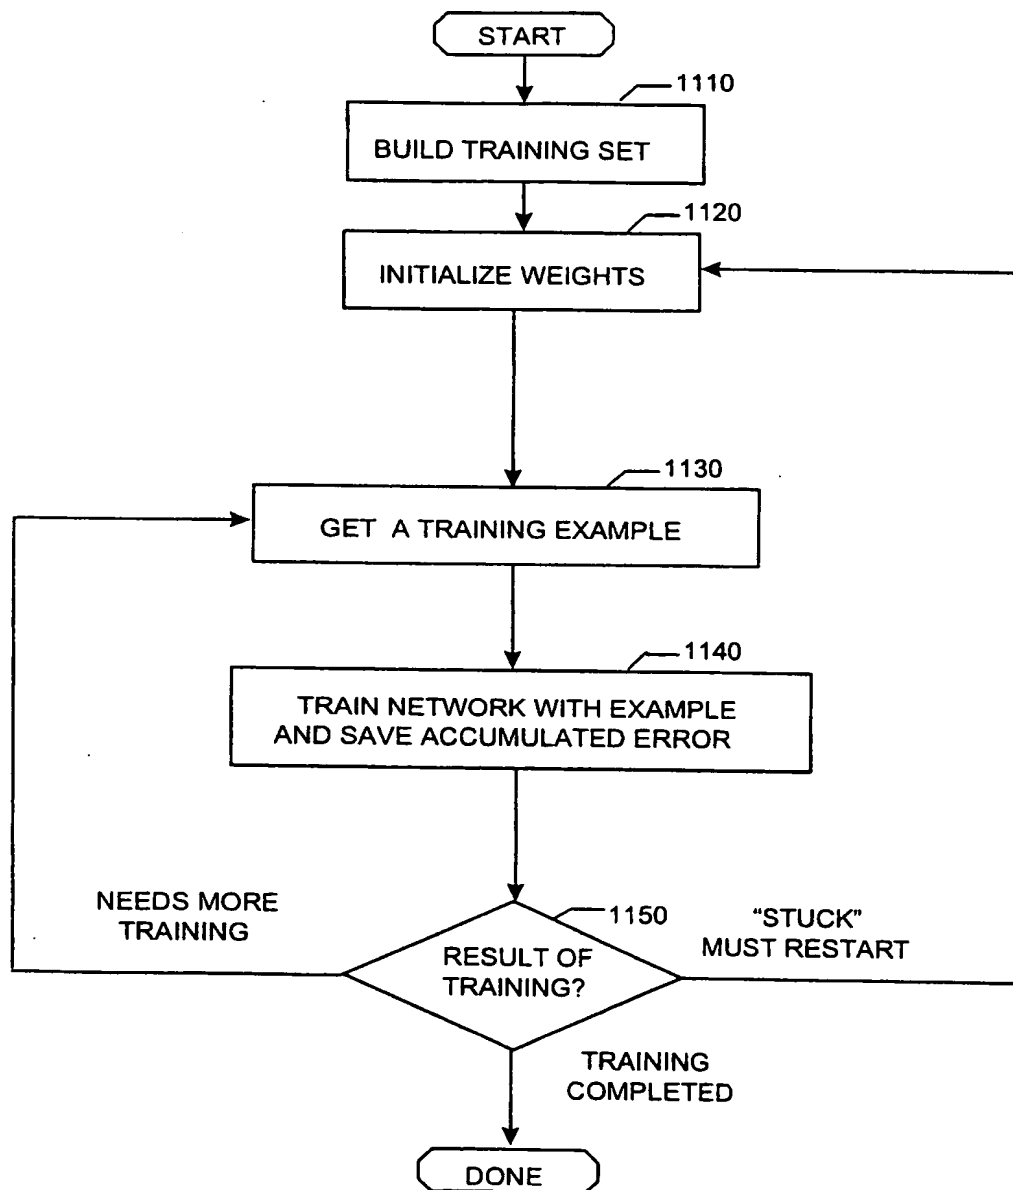 START
1110
BUILD TRAINING SET
1120
INITIALIZE WEIGHTS
1130
GET A TRAINING EXAMPLE
1140
TRAIN NETWORK WITH EXAMPLE
AND SAVE ACCUMULATED ERROR
NEEDS MORE
TRAINING
1150
RESULT OF
TRAINING?
"STUCK"
MUST RESTART
TRAINING
COMPLETED
DONE